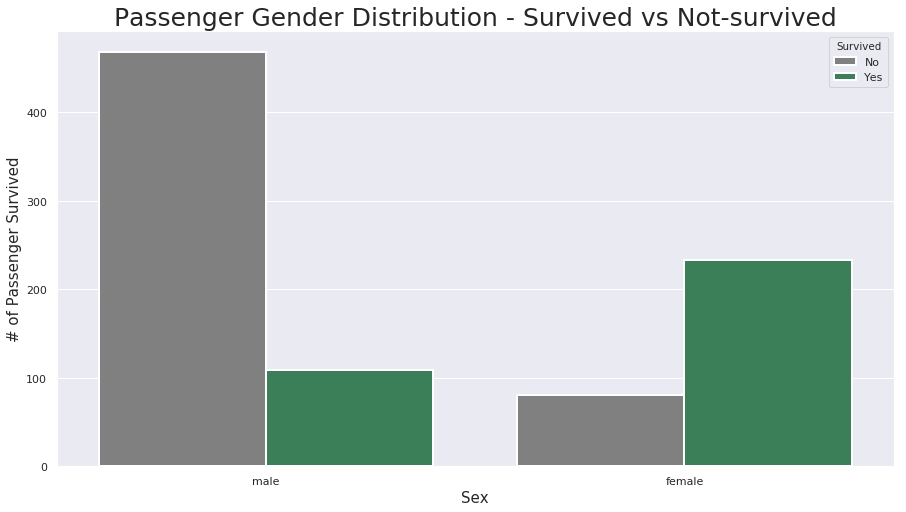 Passenger Gender Distribution - Survived vs Not-survived
Survived
No
Yes
# of Passenger Survived
400
300
200
100
0
male
female
Sex